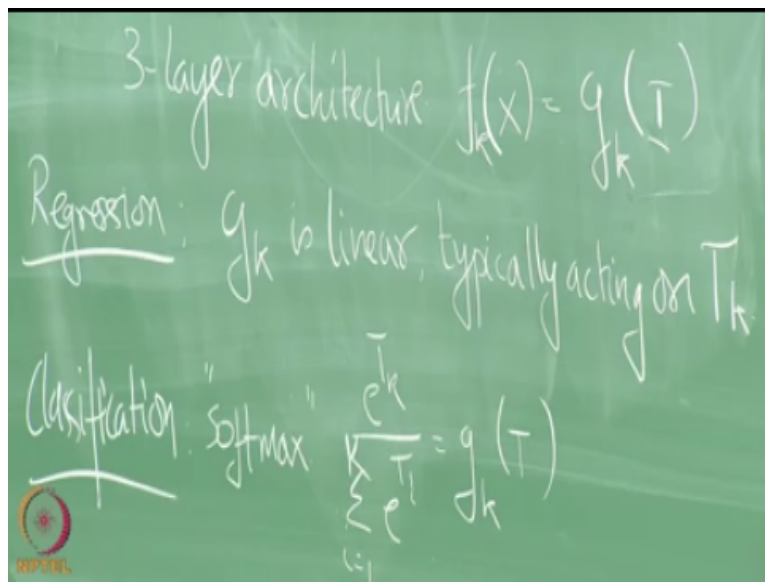 3-layer architecture f_k(x) = g_k(T)
Regression: g_k is linear, typically acting on T_k
Classification: "Softmax" e^{T_k} / Σ_{l=1}^{K} e^{T_l} = g_k(T)
NPTEL